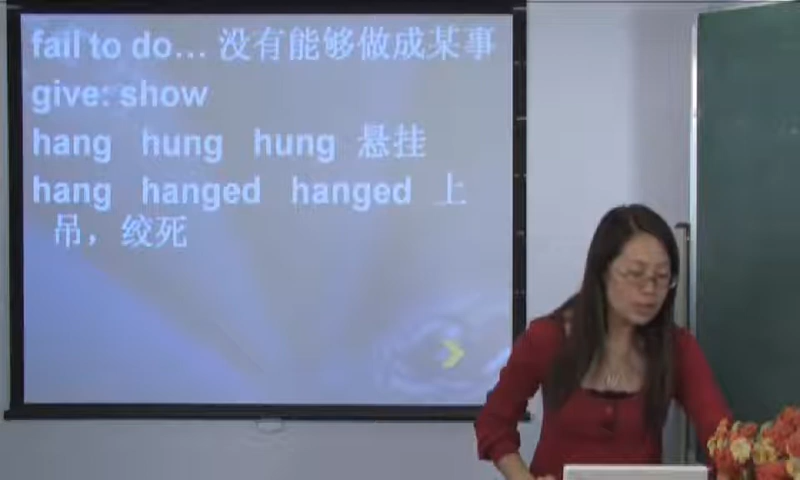 fail to do... 没有能够做成某事
give: show
hang hung hung 悬挂
hang hanged hanged 上
吊，绞死